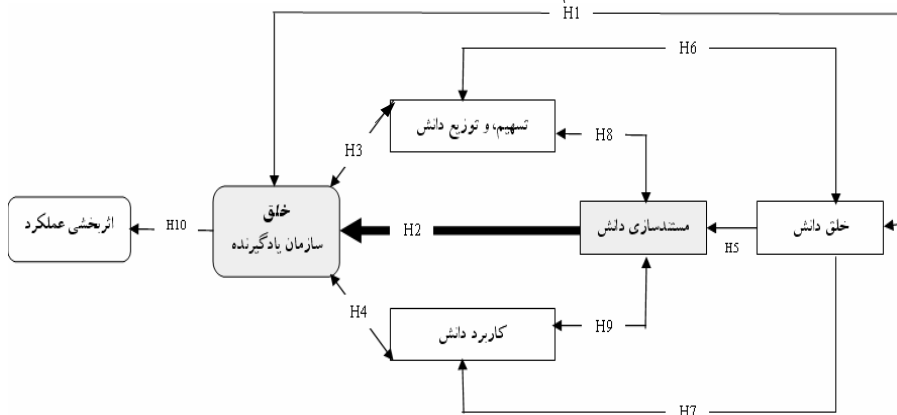 H1
H6
تسهیم، و توزیع دانش
H8
H3
خلق
سازمان یادگیرنده
اثربخشی عملکرد
H10
H2
مستندسازی دانش
خلق دانش
H5
H4
کاربرد دانش
H9
H7